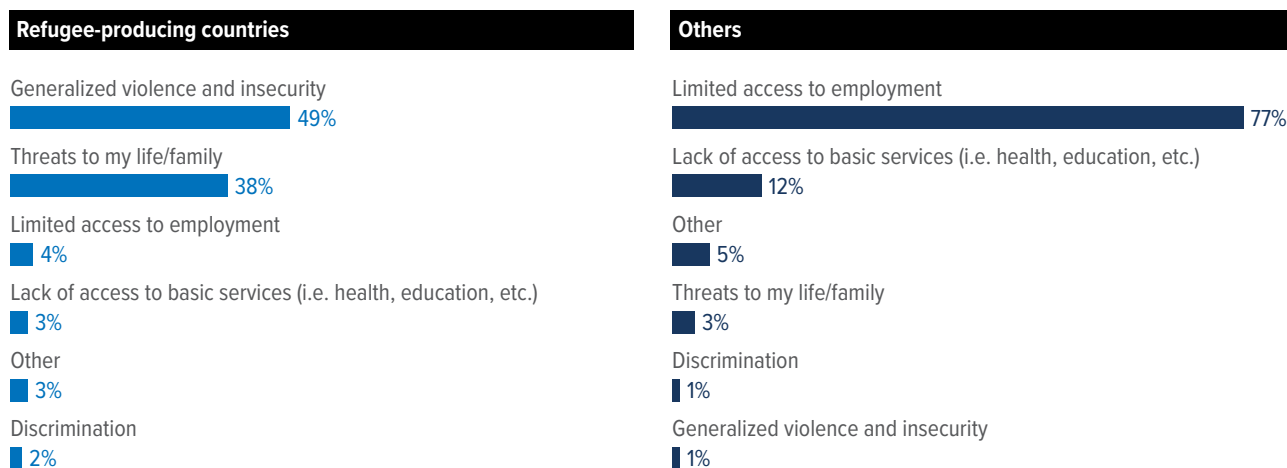 Refugee-producing countries
Generalized violence and insecurity
49%
Threats to my life/family
38%
Limited access to employment
4%
Lack of access to basic services (i.e. health, education, etc.)
3%
Other
3%
Discrimination
2%
Others
Limited access to employment
77%
Lack of access to basic services (i.e. health, education, etc.)
12%
Other
5%
Threats to my life/family
3%
Discrimination
1%
Generalized violence and insecurity
1%